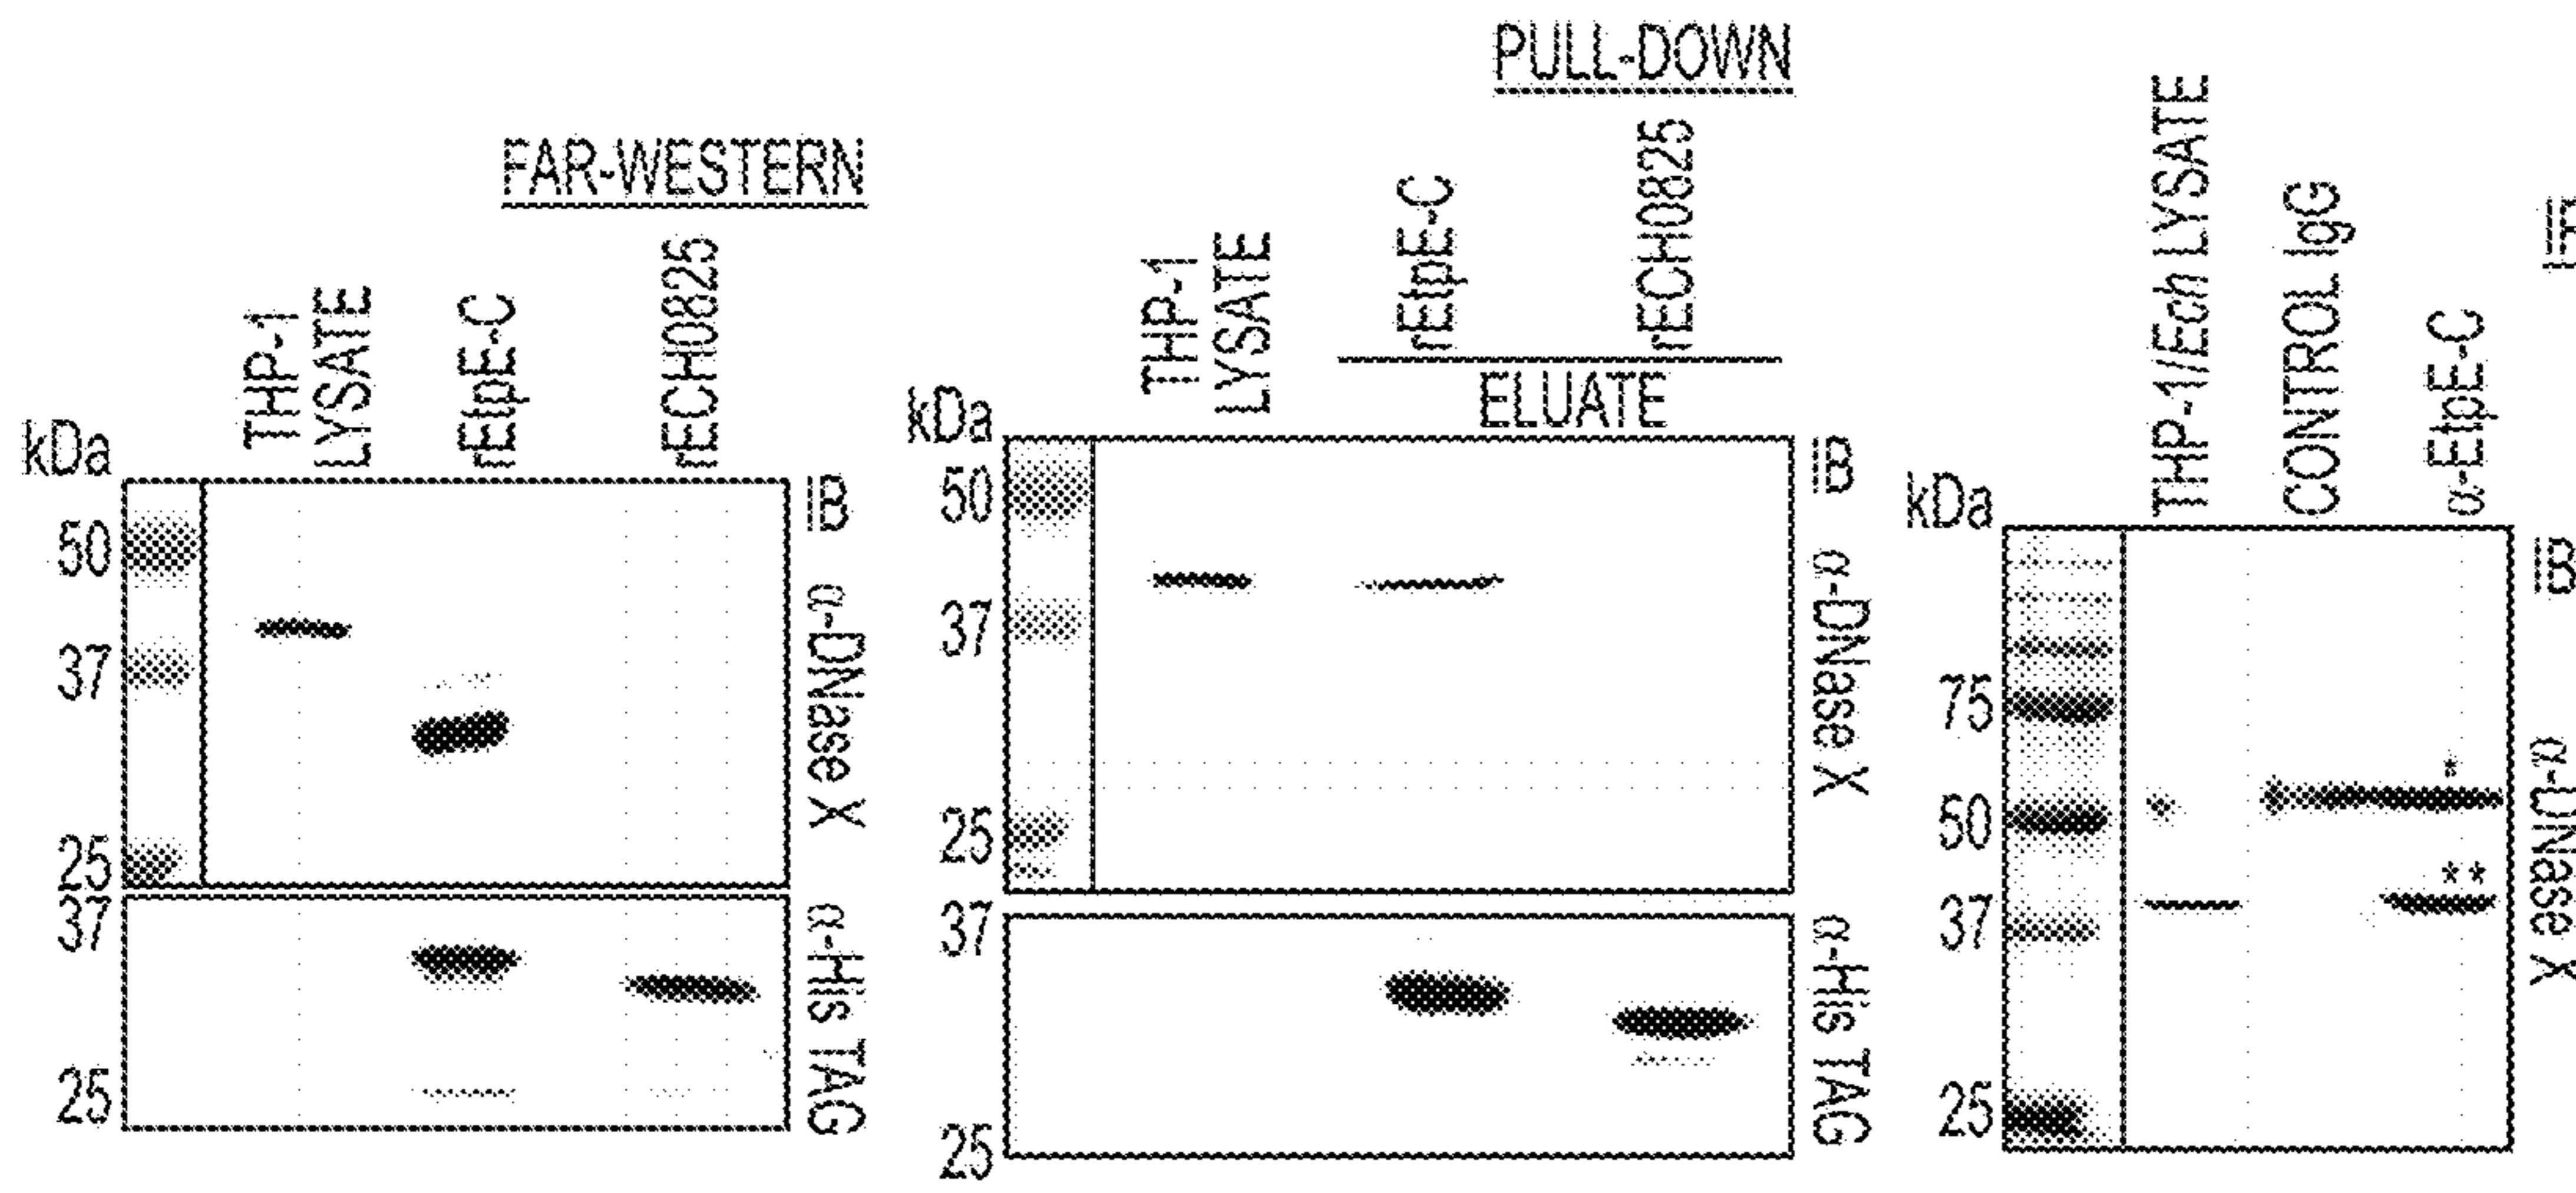 FAR-WESTERN
kDa
THP-1
LYSATE
rEtpE-C
rECH0825
50
37
25
IB
α-DNase X
37
25
α-His TAG
PULL-DOWN
kDa
THP-1
LYSATE
rEtpE-C
rECH0825
ELUATE
50
37
25
IB
α-DNase X
37
25
α-His TAG
kDa
THP-1/Ech LYSATE
CONTROL IgG
α-EtpE-C
75
50
37
25
*
**
IB
α-DNase X